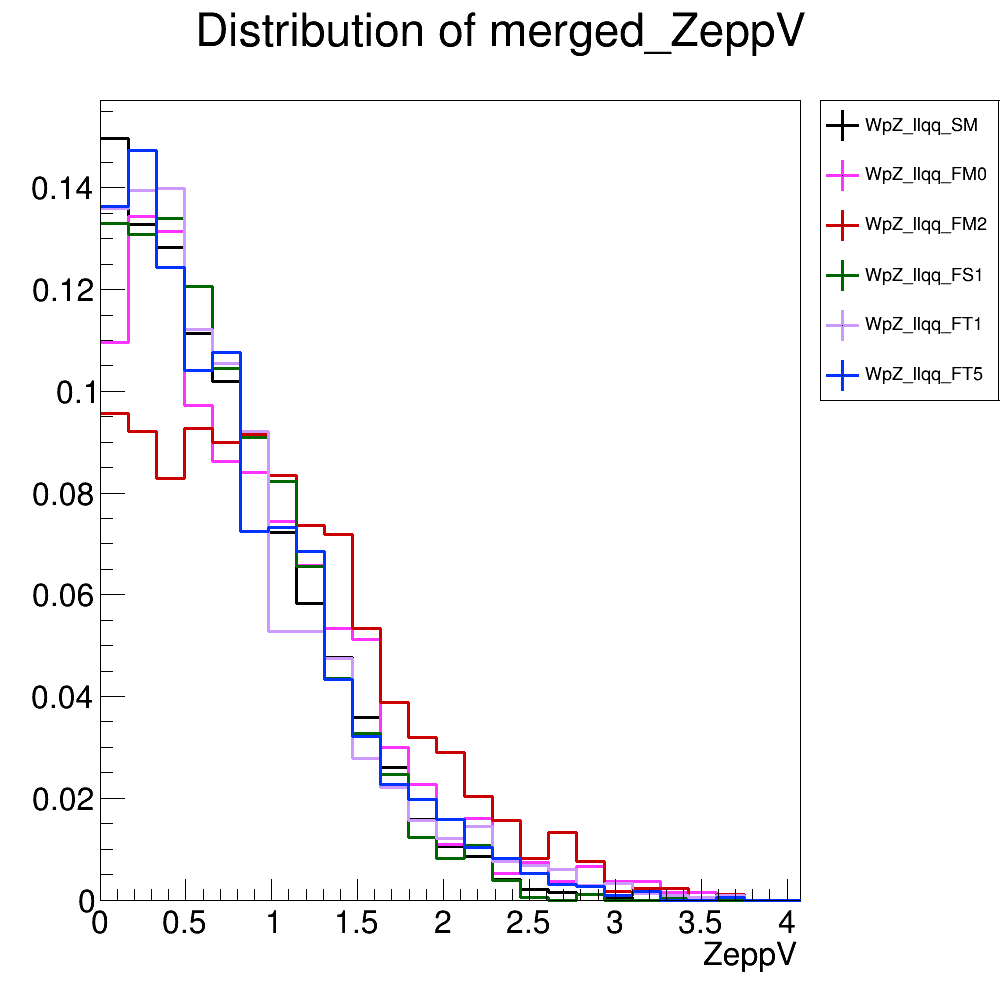 Distribution of merged_ZeppV
WpZ_llqq_SM
WpZ_llqq_FM0
WpZ_llqq_FM2
WpZ_llqq_FS1
WpZ_llqq_FT1
WpZ_llqq_FT5
0.14
0.12
0.1
0.08
0.06
0.04
0.02
0
0 0.5 1 1.5 2 2.5 3 3.5 4
ZeppV